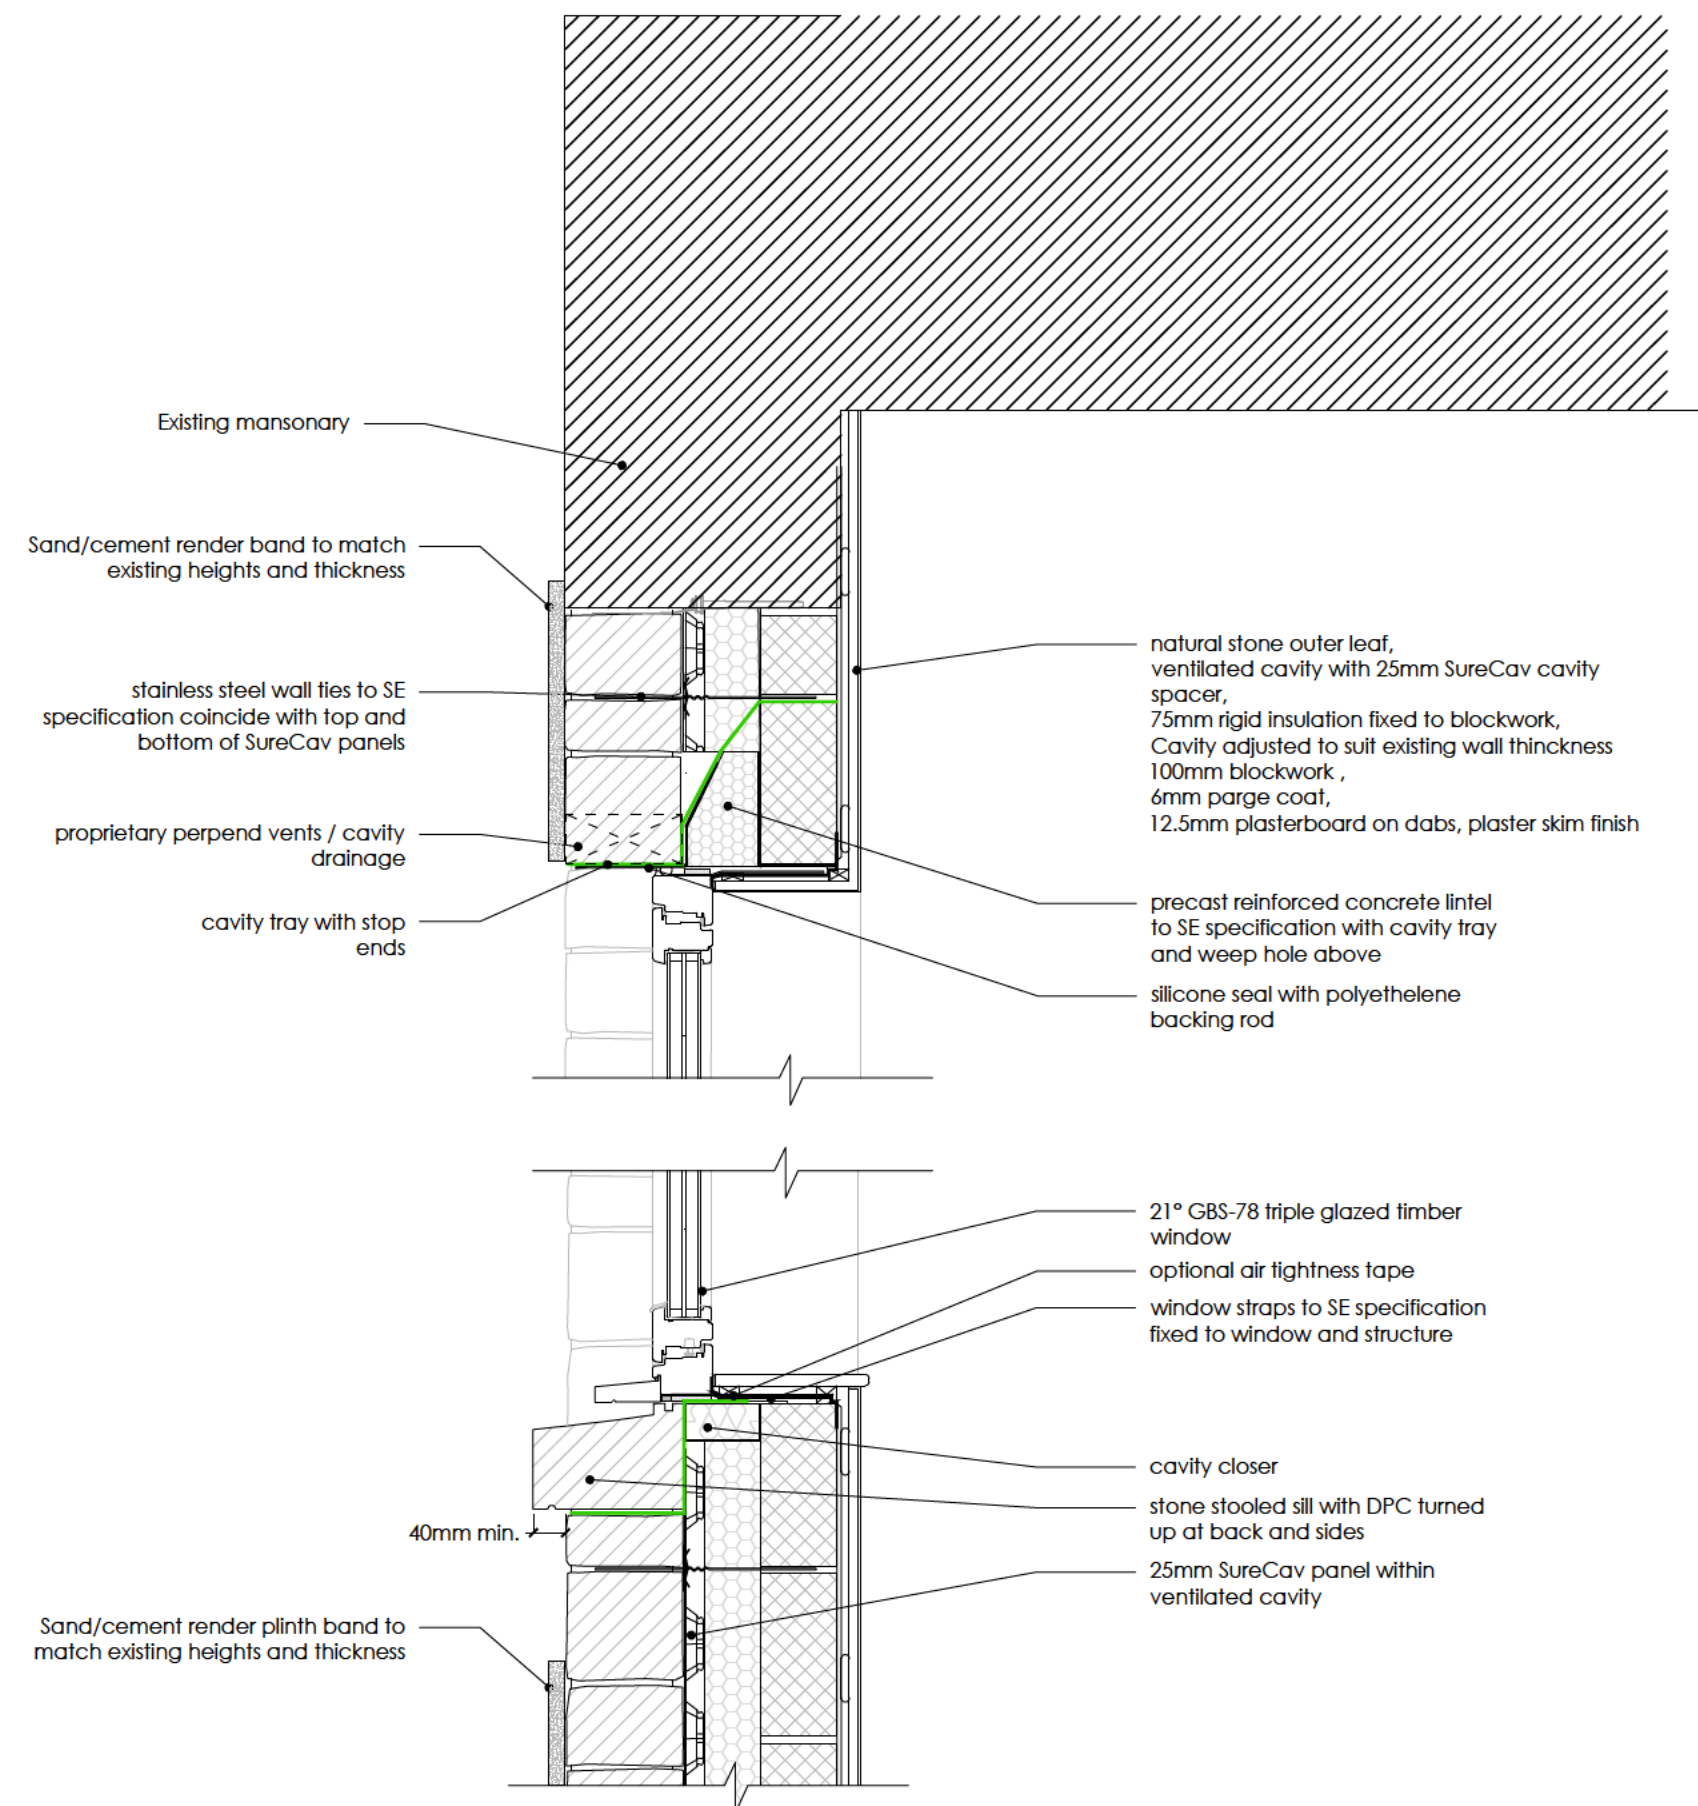 Existing mansonary
Sand/cement render band to match
existing heights and thickness
stainless steel wall ties to SE
specification coincide with top and
bottom of SureCav panels
proprietary perpend vents / cavity
drainage
cavity tray with stop
ends
natural stone outer leaf,
ventilated cavity with 25mm SureCav cavity
spacer,
75mm rigid insulation fixed to blockwork,
Cavity adjusted to suit existing wall thinckness
100mm blockwork ,
6mm parge coat,
12.5mm plasterboard on dabs, plaster skim finish
precast reinforced concrete lintel
to SE specification with cavity tray
and weep hole above
silicone seal with polyethelene
backing rod
21° GBS-78 triple glazed timber
window
optional air tightness tape
window straps to SE specification
fixed to window and structure
cavity closer
stone stooled sill with DPC turned
up at back and sides
40mm min.
25mm SureCav panel within
ventilated cavity
Sand/cement render plinth band to
match existing heights and thickness